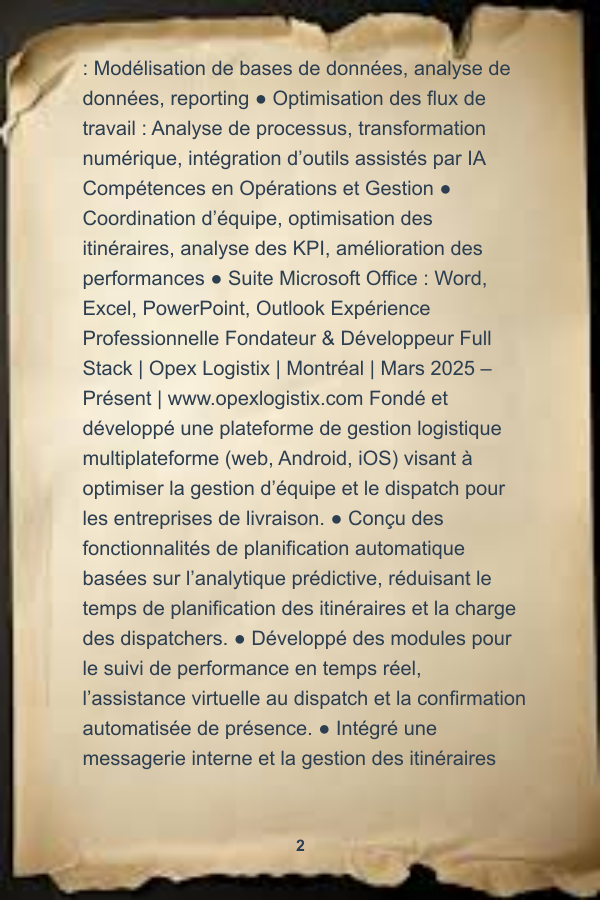 : Modélisation de bases de données, analyse de
données, reporting ● Optimisation des flux de
travail : Analyse de processus, transformation
numérique, intégration d’outils assistés par IA
Compétences en Opérations et Gestion ●
Coordination d’équipe, optimisation des
itinéraires, analyse des KPI, amélioration des
performances ● Suite Microsoft Office : Word,
Excel, PowerPoint, Outlook Expérience
Professionnelle Fondateur & Développeur Full
Stack | Opex Logistix | Montréal | Mars 2025 –
Présent | www.opexlogistix.com Fondé et
développé une plateforme de gestion logistique
multiplateforme (web, Android, iOS) visant à
optimiser la gestion d’équipe et le dispatch pour
les entreprises de livraison. ● Conçu des
fonctionnalités de planification automatique
basées sur l’analytique prédictive, réduisant le
temps de planification des itinéraires et la charge
des dispatchers. ● Développé des modules pour
le suivi de performance en temps réel,
l’assistance virtuelle au dispatch et la confirmation
automatisée de présence. ● Intégré une
messagerie interne et la gestion des itinéraires
2